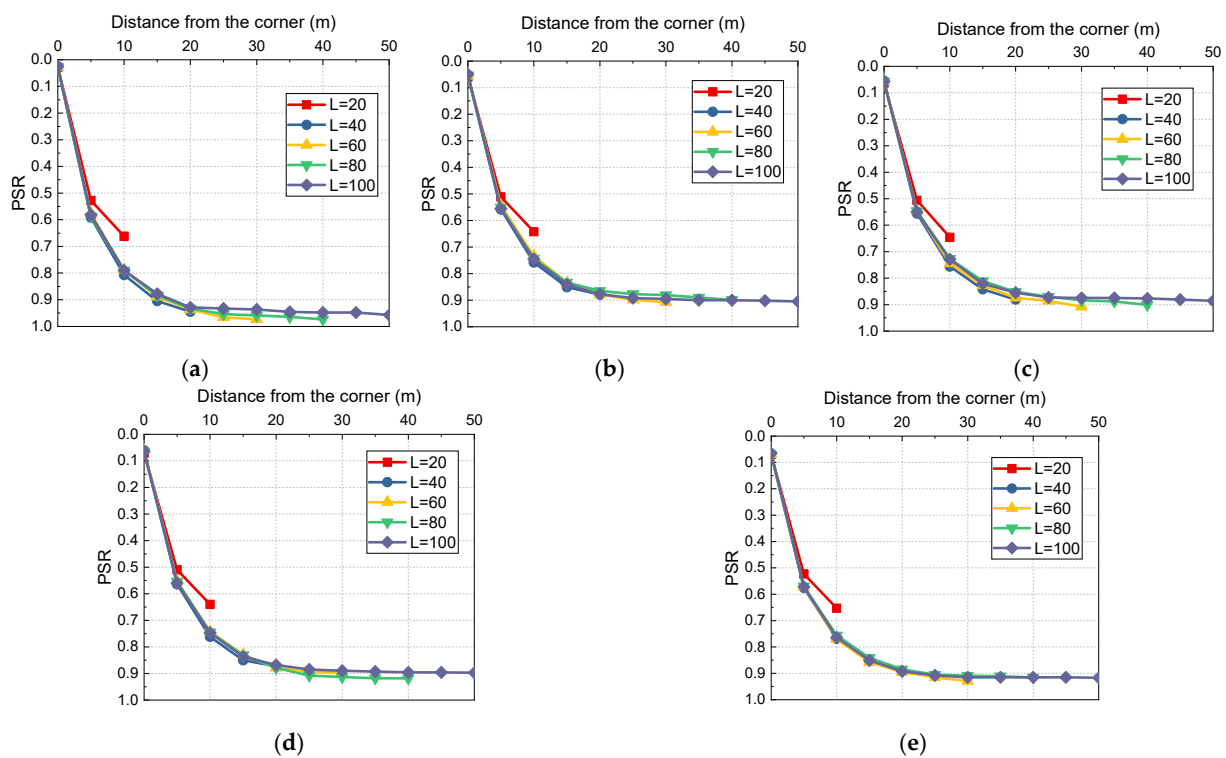 Distance from the corner (m)
0 10 20 30 40 50
0.0
0.1
0.2
0.3
0.4
0.5
0.6
0.7
0.8
0.9
1.0
PSR
L=20
L=40
L=60
L=80
L=100
(a)
Distance from the corner (m)
0 10 20 30 40 50
0.0
0.1
0.2
0.3
0.4
0.5
0.6
0.7
0.8
0.9
1.0
PSR
L=20
L=40
L=60
L=80
L=100
(b)
Distance from the corner (m)
0 10 20 30 40 50
0.0
0.1
0.2
0.3
0.4
0.5
0.6
0.7
0.8
0.9
1.0
PSR
L=20
L=40
L=60
L=80
L=100
(c)
Distance from the corner (m)
0 10 20 30 40 50
0.0
0.1
0.2
0.3
0.4
0.5
0.6
0.7
0.8
0.9
1.0
PSR
L=20
L=40
L=60
L=80
L=100
(d)
Distance from the corner (m)
0 10 20 30 40 50
0.0
0.1
0.2
0.3
0.4
0.5
0.6
0.7
0.8
0.9
1.0
PSR
L=20
L=40
L=60
L=80
L=100
(e)